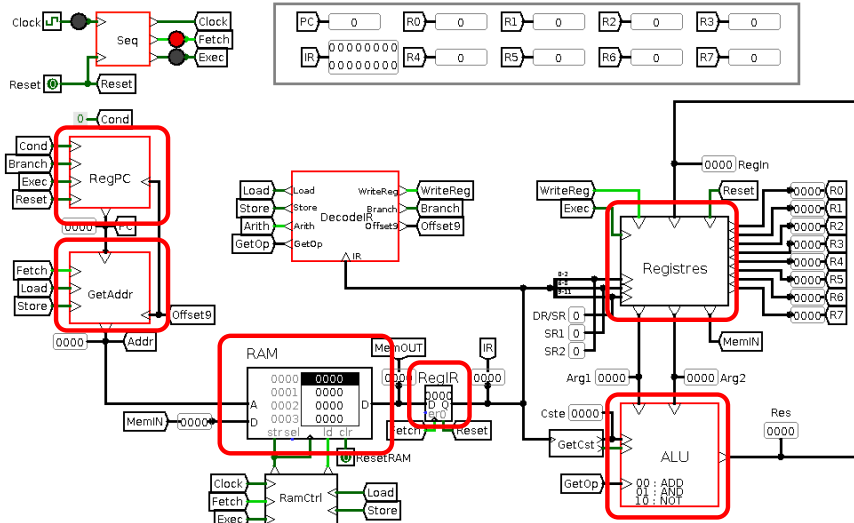 Clock
Seq
Clock
Fetch
Exec
Reset
Reset
PC 0 R0 0 R1 0 R2 0 R3 0
IR 00000000 00000000 R4 0 R5 0 R6 0 R7 0
0 Cond
Cond
Branch
Exec
Reset
RegPC
0000 PC
Fetch
Load
Store
GetAddr
Offset9
0000 Addr
Load
Store
Arith
GetOp
Load
Store
Arith
GetOp
DecodeIR
WriteReg
Branch
Offset9
IR
WriteReg
Branch
Offset9
0000 RegIn
WriteReg
Exec
Reset
Registres
0000 R0
0000 R1
0000 R2
0000 R3
0000 R4
0000 R5
0000 R6
0000 R7
DR/SR 0
SR1 0
SR2 0
MemIN
RAM
0000 0000
0001 0000
0002 0000
0003 0000
A
D
D
str sel ld clr
MemIN 0000
MemOUT
0000
RegIR
0000
D Q
Fetch
Reset
IR
0000
ResetRAM
Clock
Fetch
Exec
RamCtrl
Load
Store
Arg1 0000
0000 Arg2
Cste 0000
GetCst
GetOp
ALU
00 : ADD
01 : AND
10 : NOT
Res
0000